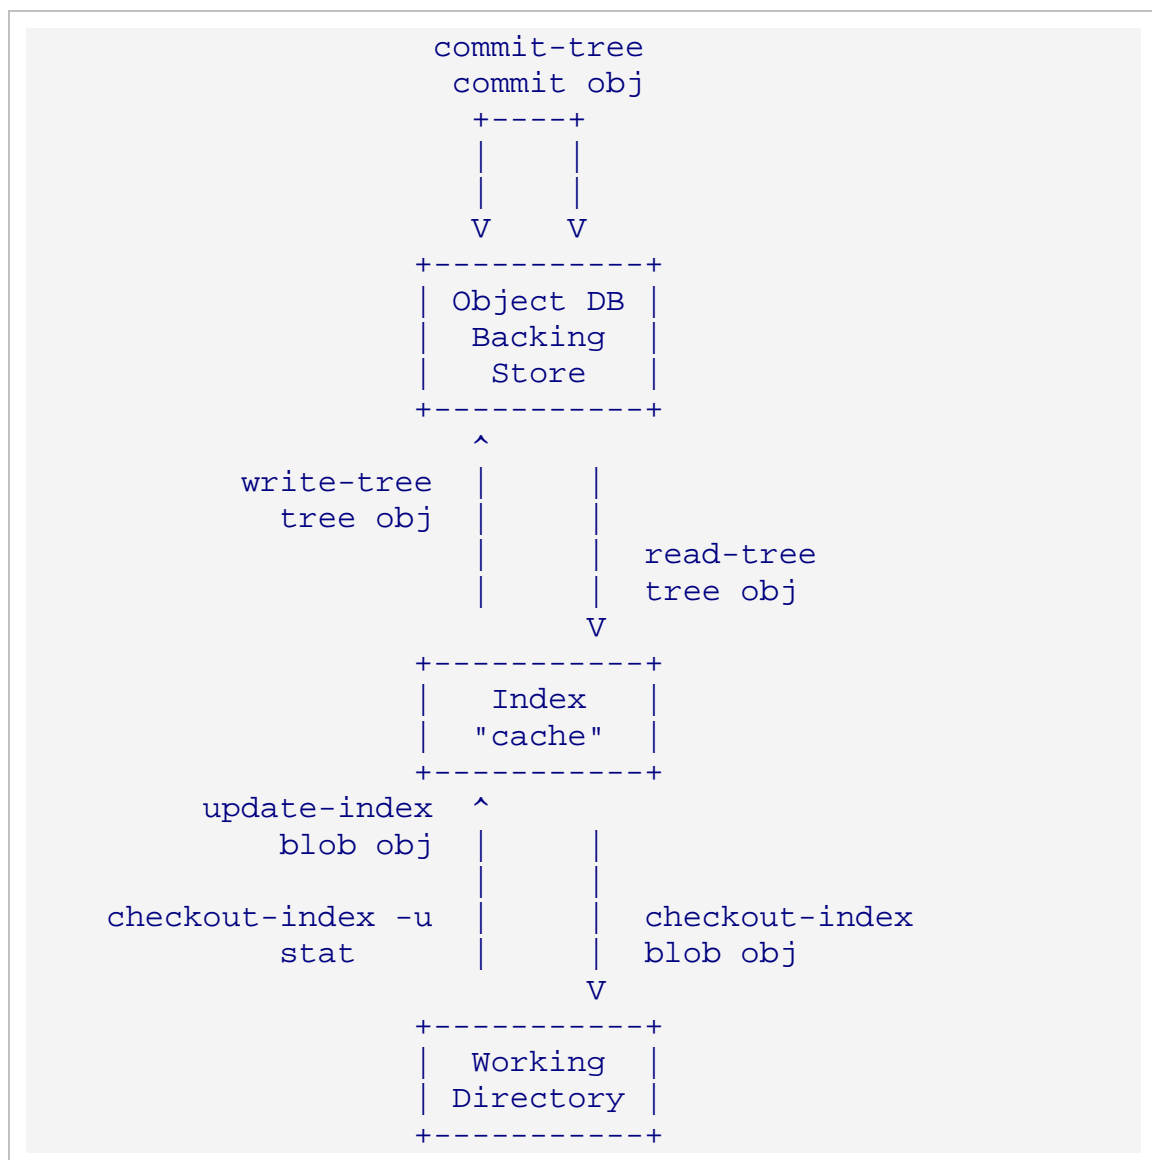 commit-tree
commit obj
+----+
|    |
|    |
V    V
+-----------+
| Object DB |
|  Backing  |
|   Store   |
+-----------+
^
write-tree  |     |
tree obj  |     |
|     |  read-tree
|     |  tree obj
V
+-----------+
|   Index   |
|  "cache"  |
+-----------+
update-index  ^
blob obj  |     |
|     |
checkout-index -u  |     |  checkout-index
stat      |     |  blob obj
V
+-----------+
|  Working  |
| Directory |
+-----------+